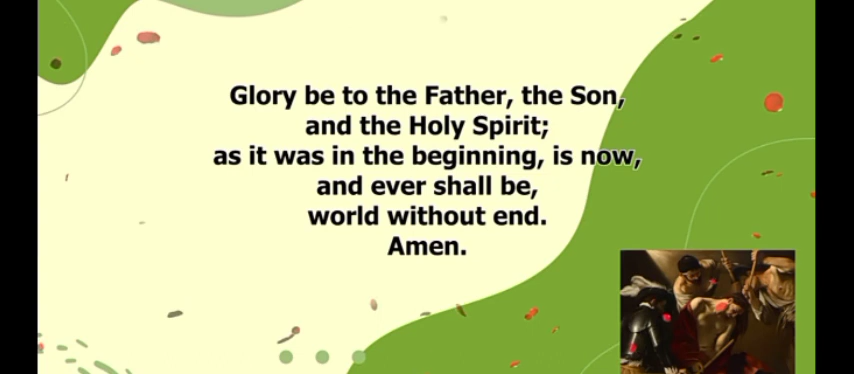 Glory be to the Father, the Son,
and the Holy Spirit;
as it was in the beginning, is now,
and ever shall be,
world without end.
Amen.